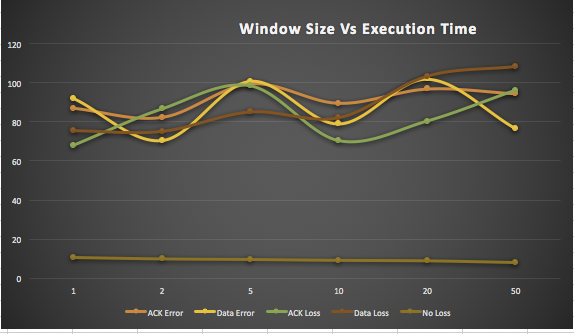 Window Size Vs Execution Time
120
100
80
60
40
20
0
1 2 5 10 20 50
ACK Error Data Error ACK Loss Data Loss No Loss